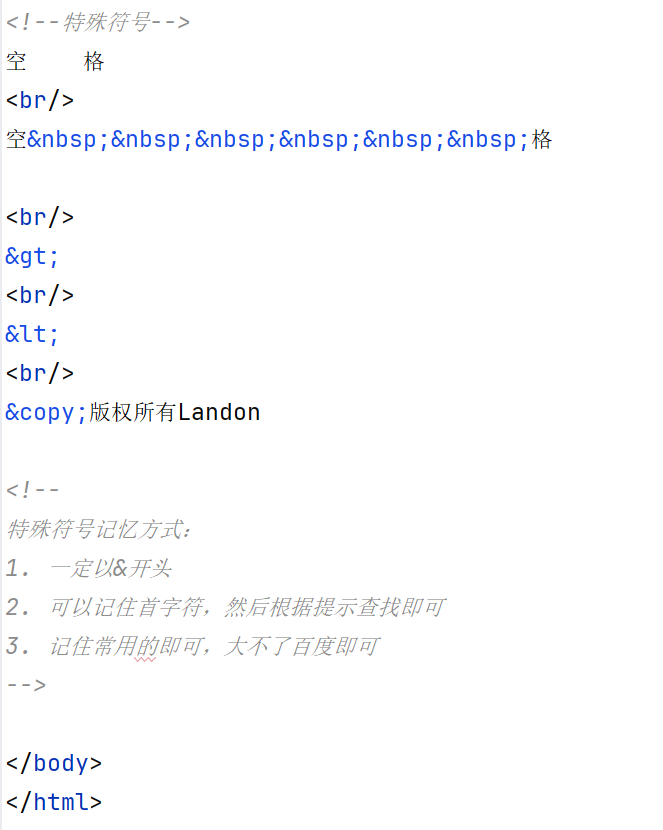 <!--特殊符号-->
空    格
<br/>
空&nbsp;&nbsp;&nbsp;&nbsp;&nbsp;&nbsp;格
<br/>
&gt;
<br/>
&lt;
<br/>
&copy;版权所有Landon
<!--
特殊符号记忆方式：
1. 一定以&开头
2. 可以记住首字符，然后根据提示查找即可
3. 记住常用的即可，大不了百度即可
-->
</body>
</html>